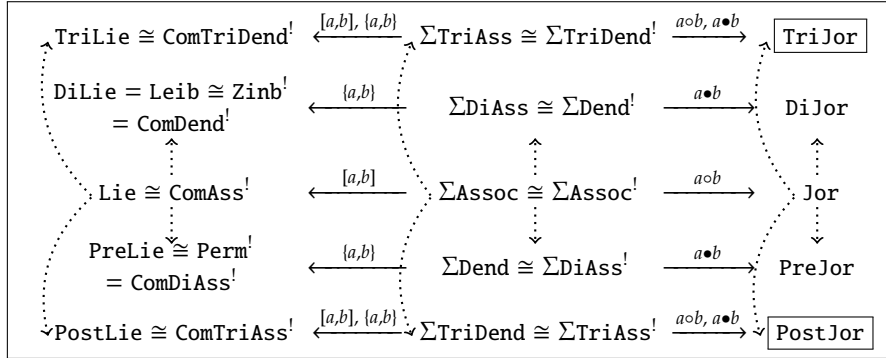 TriLie ≅ ComTriDend! [a,b], {a,b} ΣTriAss ≅ ΣTriDend! a∘b, a•b TriJor
DiLie = Leib ≅ Zinb!
= ComDend! {a,b} ΣDiAss ≅ ΣDend! a•b DiJor
Lie ≅ ComAss! [a,b] ΣAssoc ≅ ΣAssoc! a∘b Jor
PreLie ≅ Perm!
= ComDiAss! {a,b} ΣDend ≅ ΣDiAss! a•b PreJor
PostLie ≅ ComTriAss! [a,b], {a,b} ΣTriDend ≅ ΣTriAss! a∘b, a•b PostJor